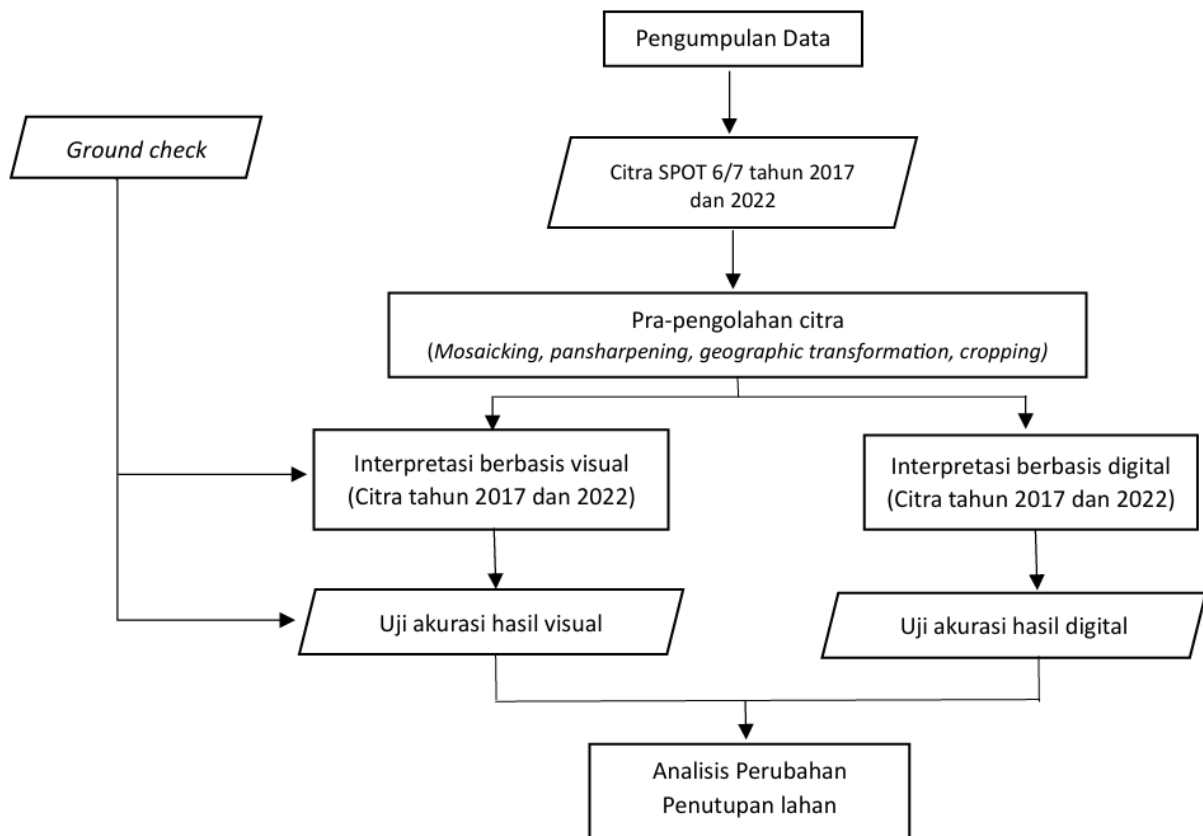 Pengumpulan Data
Ground check
Citra SPOT 6/7 tahun 2017
dan 2022
Pra-pengolahan citra
(Mosaicking, pansharpening, geographic transformation, cropping)
Interpretasi berbasis visual
(Citra tahun 2017 dan 2022)
Interpretasi berbasis digital
(Citra tahun 2017 dan 2022)
Uji akurasi hasil visual
Uji akurasi hasil digital
Analisis Perubahan
Penutupan lahan